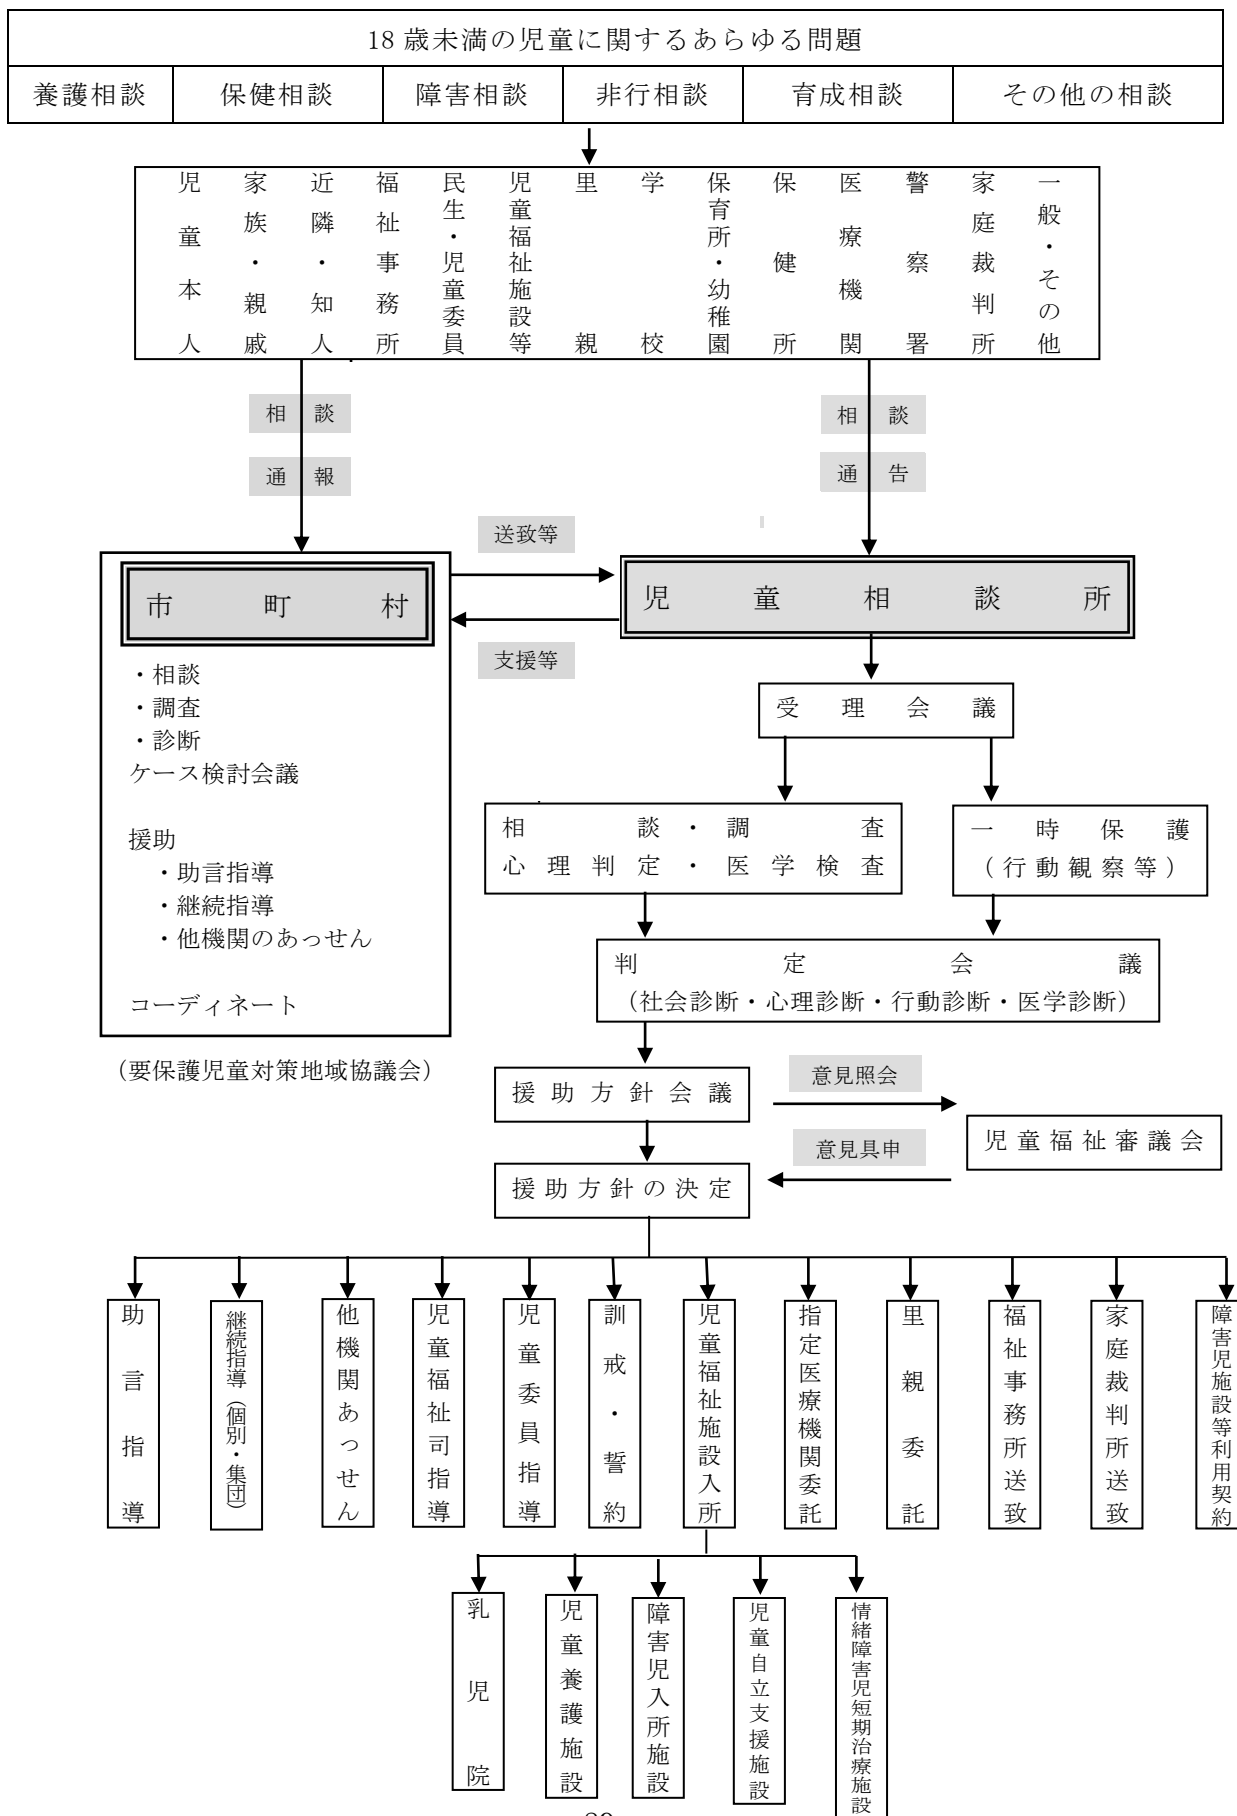 18 歳未満の児童に関するあらゆる問題
養護相談 保健相談 障害相談 非行相談 育成相談 その他の相談
児童本人
家族・親戚
近隣・知人
福祉事務所
民生・児童委員
児童福祉施設等
里親
学校
保育所・幼稚園
保健所
医療機関
警察署
家庭裁判所
一般・その他
相談
通報
相談
通告
送致等
支援等
市町村
・相談
・調査
・診断
ケース検討会議
援助
・助言指導
・継続指導
・他機関のあっせん
コーディネート
(要保護児童対策地域協議会)
児童相談所
受理会議
相談・調査
心理判定・医学検査
一時保護
(行動観察等)
判定会議
(社会診断・心理診断・行動診断・医学診断)
援助方針会議
意見照会
児童福祉審議会
意見具申
援助方針の決定
助言指導
継続指導(個別・集団)
他機関あっせん
児童福祉司指導
児童委員指導
訓戒・誓約
児童福祉施設入所
指定医療機関委託
里親委託
福祉事務所送致
家庭裁判所送致
障害児施設等利用契約
乳児院
児童養護施設
障害児入所施設
児童自立支援施設
情緒障害児短期治療施設